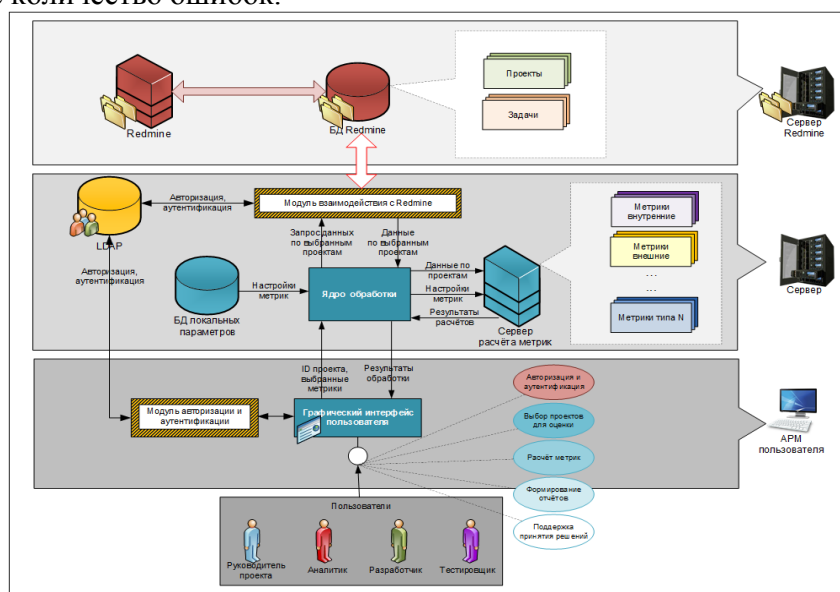 количество ошибок.
Redmine
БД Redmine
Проекты
Задачи
Сервер
Redmine
LDAP
Авторизация,
аутентификация
Модуль взаимодействия с Redmine
Запрос данных
по выбранным
проектам
Данные
по выбранным
проектам
Метрики
внутренние
Метрики
внешние
...
...
Метрики типа N
Сервер
Авторизация,
аутентификация
БД локальных
параметров
Настройки
метрик
Ядро обработки
Данные по
проектам
Настройки
метрик
Результаты
расчётов
Сервер
расчёта метрик
ID проекта,
выбранные
метрики
Результаты
обработки
Модуль авторизации и
аутентификации
Графический интерфейс
пользователя
Авторизация и
аутентификация
Выбор проектов
для оценки
Расчёт метрик
Формирование
отчётов
Поддержка
принятия решений
АРМ
пользователя
Пользователи
Руководитель
проекта
Аналитик
Разработчик
Тестировщик